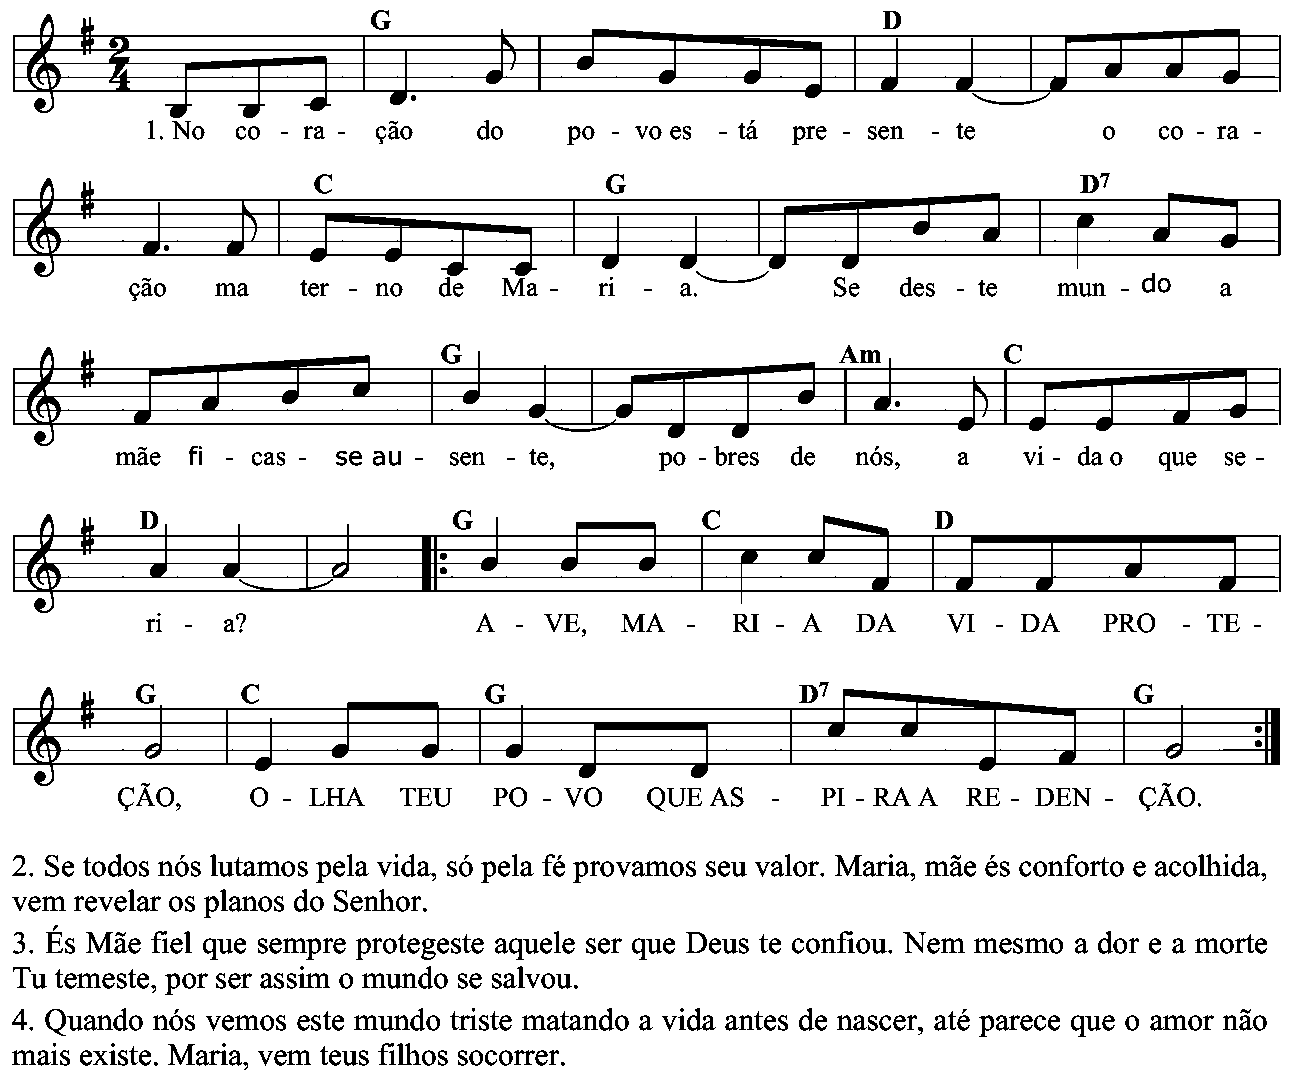 G D
1. No co - ra - ção do po - vo es - tá pre - sen - te o co - ra -
C G D7
ção ma ter - no de Ma - ri - a. Se des - te mun - do a
G Am C
mãe fi - cas - se au - sen - te, po - bres de nós, a vi - da o que se -
D G C D
ri - a? A - VE, MA - RI - A DA VI - DA PRO - TE -
G C G D7 G
ÇÃO, O - LHA TEU PO - VO QUE AS - PI - RA A RE - DEN - ÇÃO.
2. Se todos nós lutamos pela vida, só pela fé provamos seu valor. Maria, mãe és conforto e acolhida,
vem revelar os planos do Senhor.
3. És Mãe fiel que sempre protegeste aquele ser que Deus te confiou. Nem mesmo a dor e a morte
Tu temeste, por ser assim o mundo se salvou.
4. Quando nós vemos este mundo triste matando a vida antes de nascer, até parece que o amor não
mais existe. Maria, vem teus filhos socorrer.